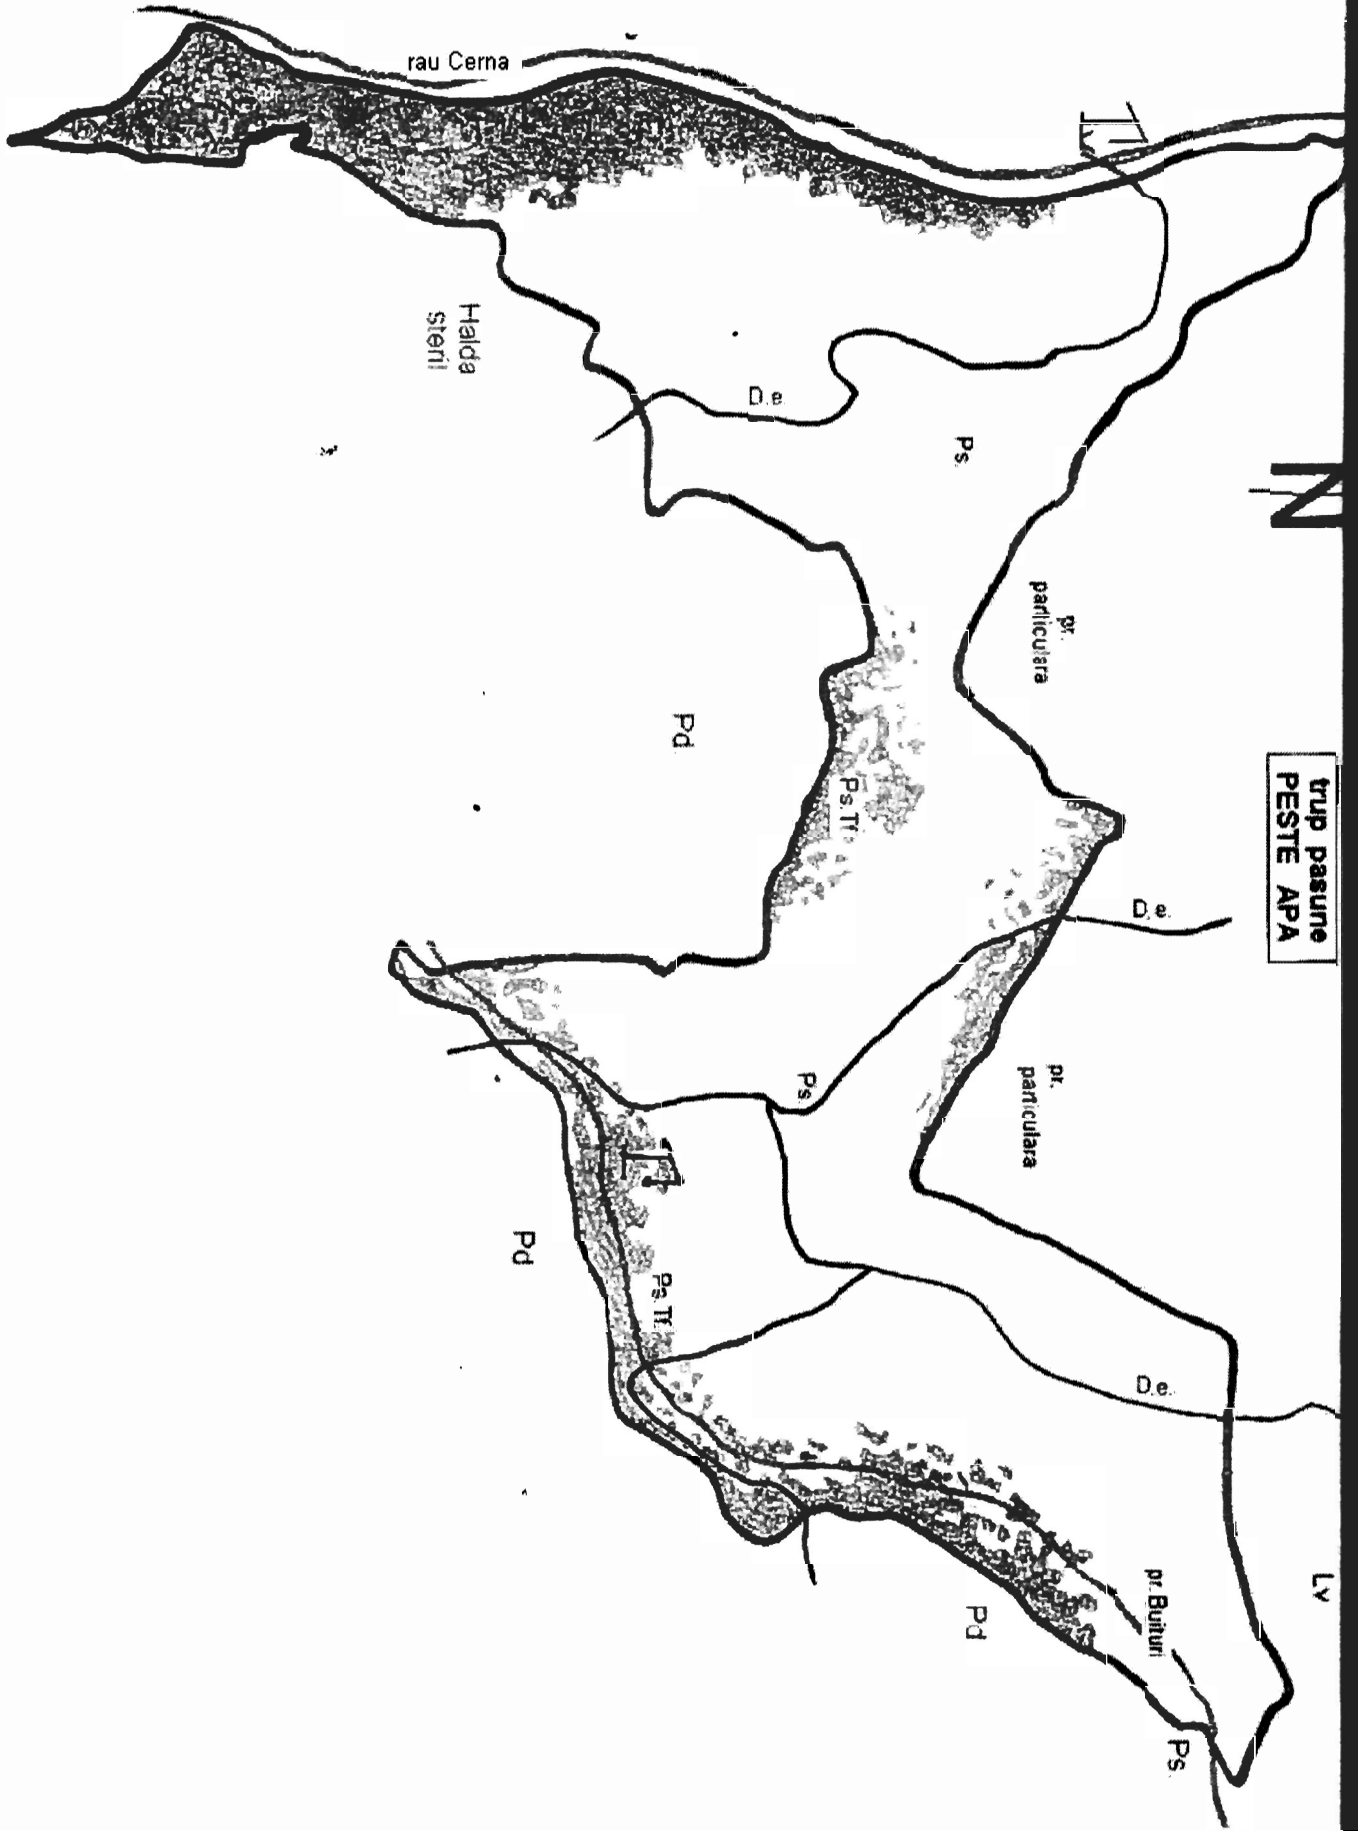 rau Cerna
Halda
steril
D.e.
Ps.
N
pr.
particulara
trup pasune
PESTE APA
Pd
Ps.Tf.
D.e.
Ps.
pr.
particulara
Pd
Ps.Tf.
D.e.
Lv
pr.Buituri
Pd
Ps.